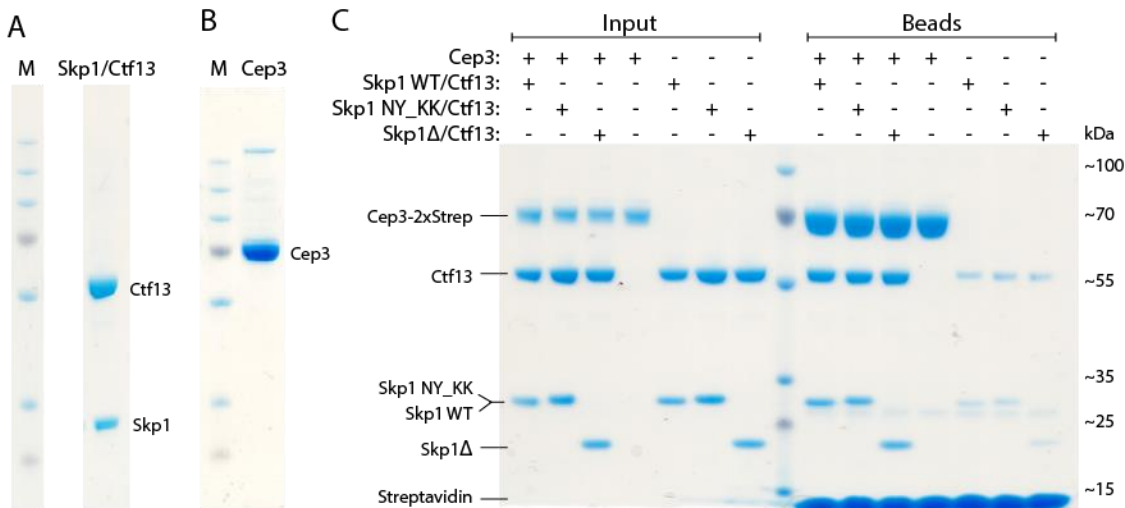 A
B
C
M Skp1/Ctf13
M Cep3
Input
Beads
Cep3: + + + + - - - + + + + - - -
Skp1 WT/Ctf13: + - - - + - - + - - - + - -
Skp1 NY_KK/Ctf13: - + - - - + - - + - - - + -
Skp1Δ/Ctf13: - - + - - - + - - + - - - +
kDa
~100
Cep3-2xStrep
~70
Ctf13
~55
~35
Skp1 NY_KK
Skp1 WT
~25
Skp1Δ
~15
Streptavidin
Ctf13
Skp1
Cep3